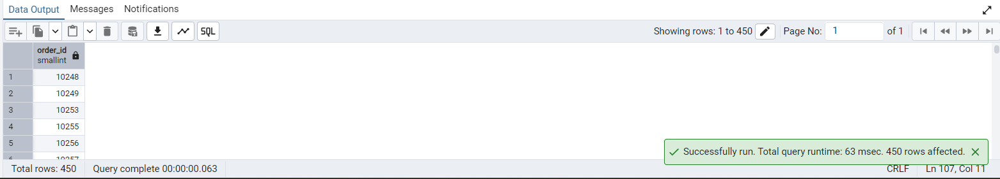 Data Output Messages Notifications
SQL Showing rows: 1 to 450 Page No: 1 of 1
order_id
smallint
1 10248
2 10249
3 10253
4 10255
5 10256
6 10257
Successfully run. Total query runtime: 63 msec. 450 rows affected.
Total rows: 450 Query complete 00:00:00.063 CRLF Ln 107, Col 11